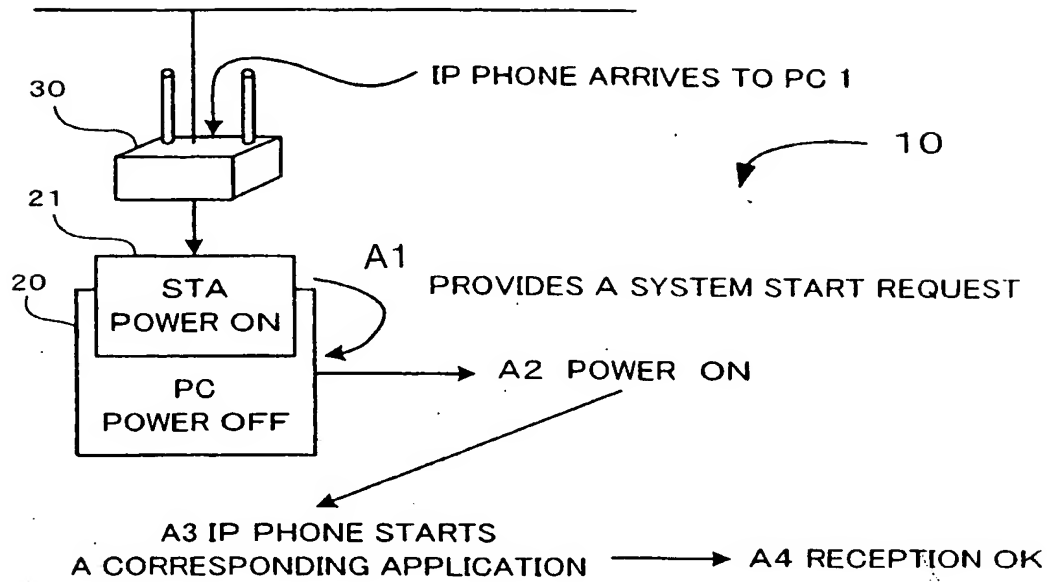 IP PHONE ARRIVES TO PC 1
30
10
21
A1
20
STA
POWER ON
PROVIDES A SYSTEM START REQUEST
PC
POWER OFF
A2 POWER ON
A3 IP PHONE STARTS
A CORRESPONDING APPLICATION
A4 RECEPTION OK